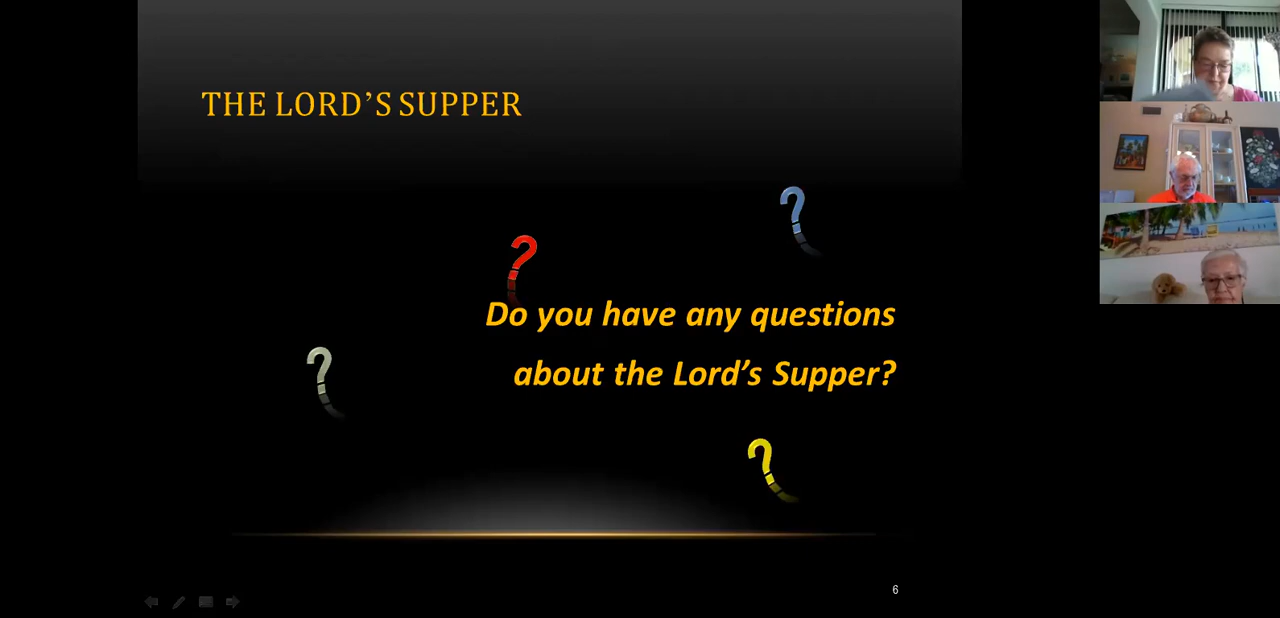 THE LORD’S SUPPER
?
?
Do you have any questions
about the Lord’s Supper?
?
?
6